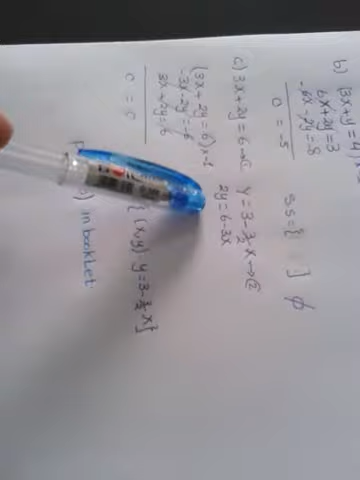 b) (3x+y=4)x
6x+2y=3
-6x-2y=-8
0 = -5
S.S={ } ϕ
c) 3x+2y=6→①
y=3-3/2x→②
2y=6-3x
(3x+2y=6)x-1
-3x-2y=-6
3x+2y=6
0 = 0
{(x,y) y=3-3/2x}
) in booklet